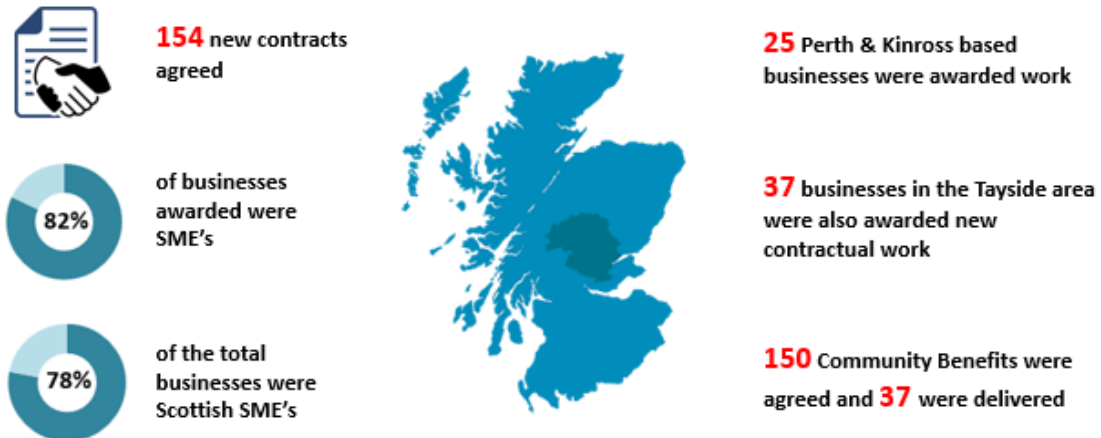 154 new contracts
agreed
82%
of businesses
awarded were
SME's
78%
of the total
businesses were
Scottish SME's
25 Perth & Kinross based
businesses were awarded work
37 businesses in the Tayside area
were also awarded new
contractual work
150 Community Benefits were
agreed and 37 were delivered